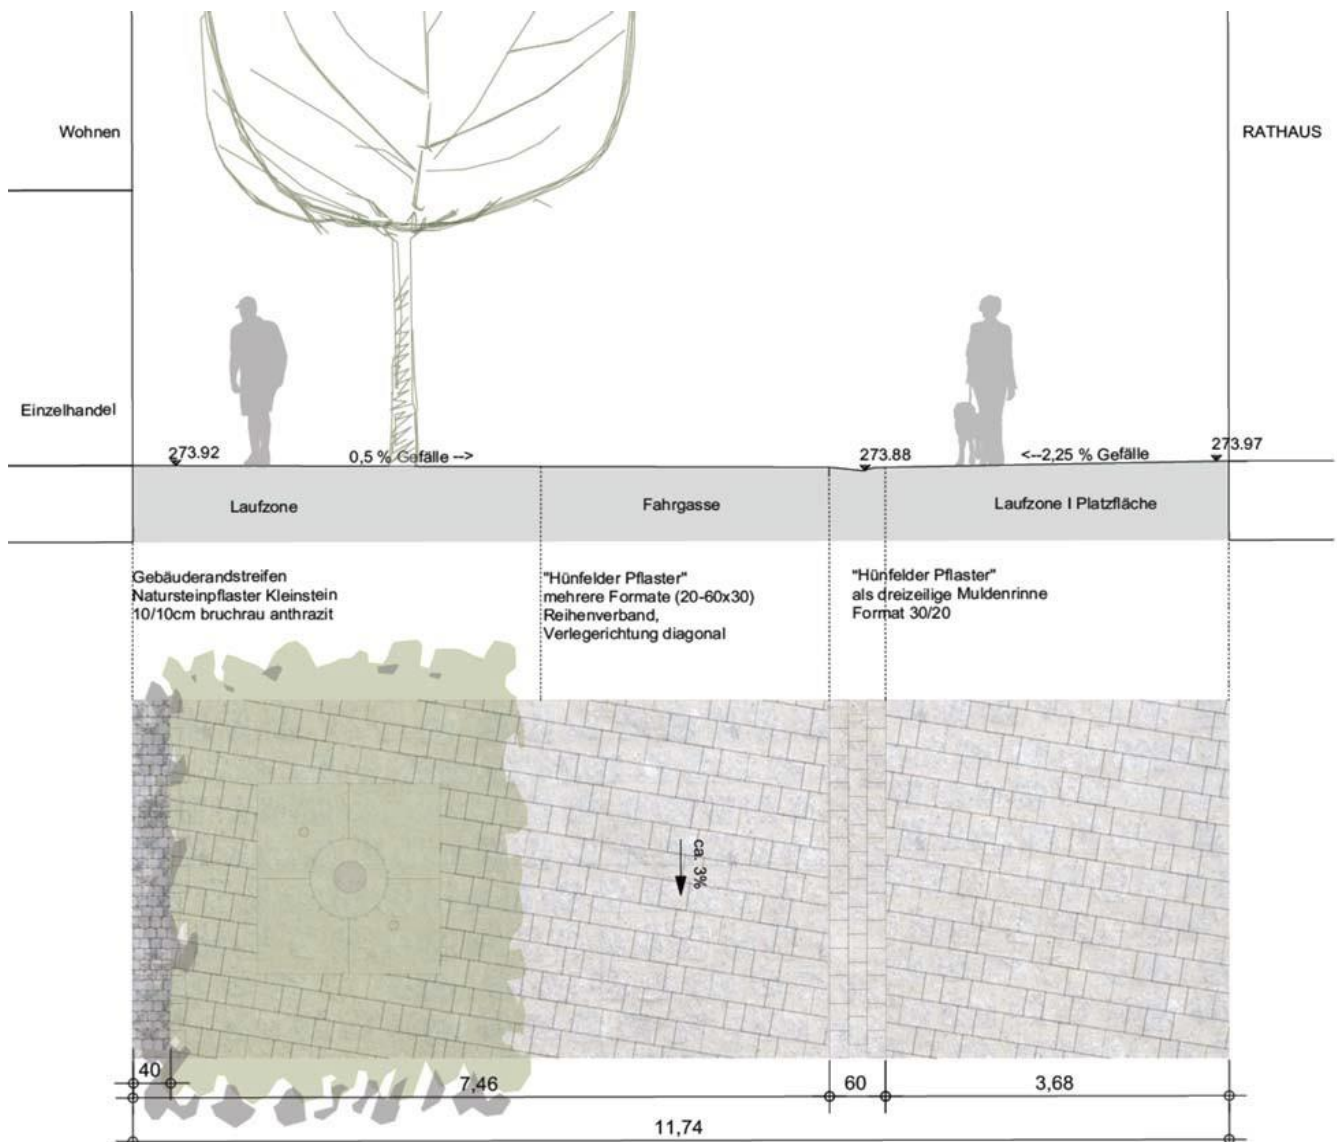 Wohnen
RATHAUS
Einzelhandel
273.92
0,5 % Gefälle -->
273.88
<--2,25 % Gefälle
273.97
Laufzone
Fahrgasse
Laufzone I Platzfläche
Gebäuderandstreifen
Natursteinpflaster Kleinstein
10/10cm bruchrau anthrazit
"Hünfelder Pflaster"
mehrere Formate (20-60x30)
Reihenverband,
Verlegerichtung diagonal
"Hünfelder Pflaster"
als dreizeilige Muldenrinne
Format 30/20
ca. 3%
40
7,46
60
3,68
11,74